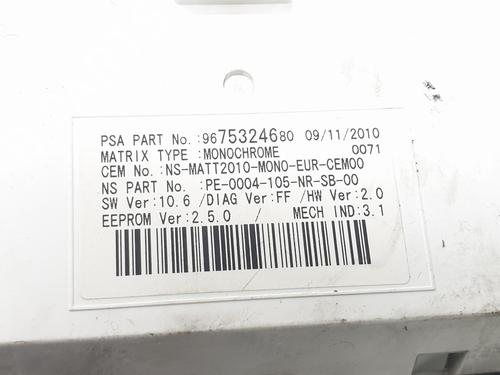 PSA PART No.:9675324680 09/11/2010
MATRIX TYPE :MONOCHROME 0071
CEM No.:NS-MATT2010-MONO-EUR-CEM00
NS PART No. :PE-0004-105-NR-SB-00
SW Ver:10.6 /DIAG Ver:FF /HW Ver:2.0
EEPROM Ver:2.5.0 / MECH IND:3.1